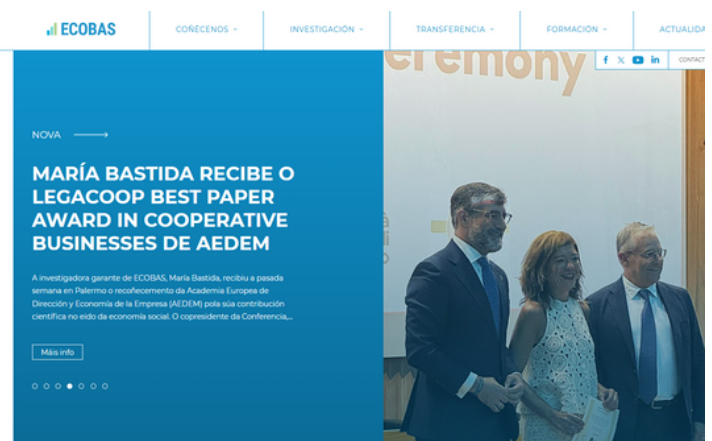 ECOBAS
COÑÉCENOS
INVESTIGACIÓN
TRANSFERENCIA
FORMACIÓN
ACTUALIDA
CONTACT
eremony
NOVA
MARÍA BASTIDA RECIBE O
LEGACOOP BEST PAPER
AWARD IN COOPERATIVE
BUSINESSES DE AEDEM
A investigadora garante de ECOBAS, María Bastida, recibiu a pasada
semana en Palermo o recoñecemento da Academia Europea de
Dirección y Economía de la Empresa (AEDEM) pola súa contribución
científica no eido da economía social. O copresidente da Conferencia,...
Máis info